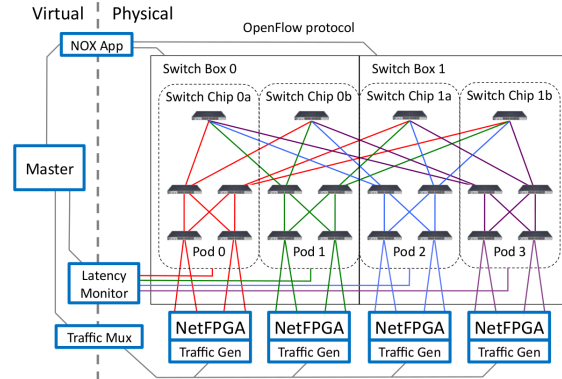 Virtual
Physical
OpenFlow protocol
NOX App
Switch Box 0
Switch Box 1
Switch Chip 0a
Switch Chip 0b
Switch Chip 1a
Switch Chip 1b
Master
Pod 0
Pod 1
Pod 2
Pod 3
Latency
Monitor
Traffic Mux
NetFPGA
Traffic Gen
NetFPGA
Traffic Gen
NetFPGA
Traffic Gen
NetFPGA
Traffic Gen